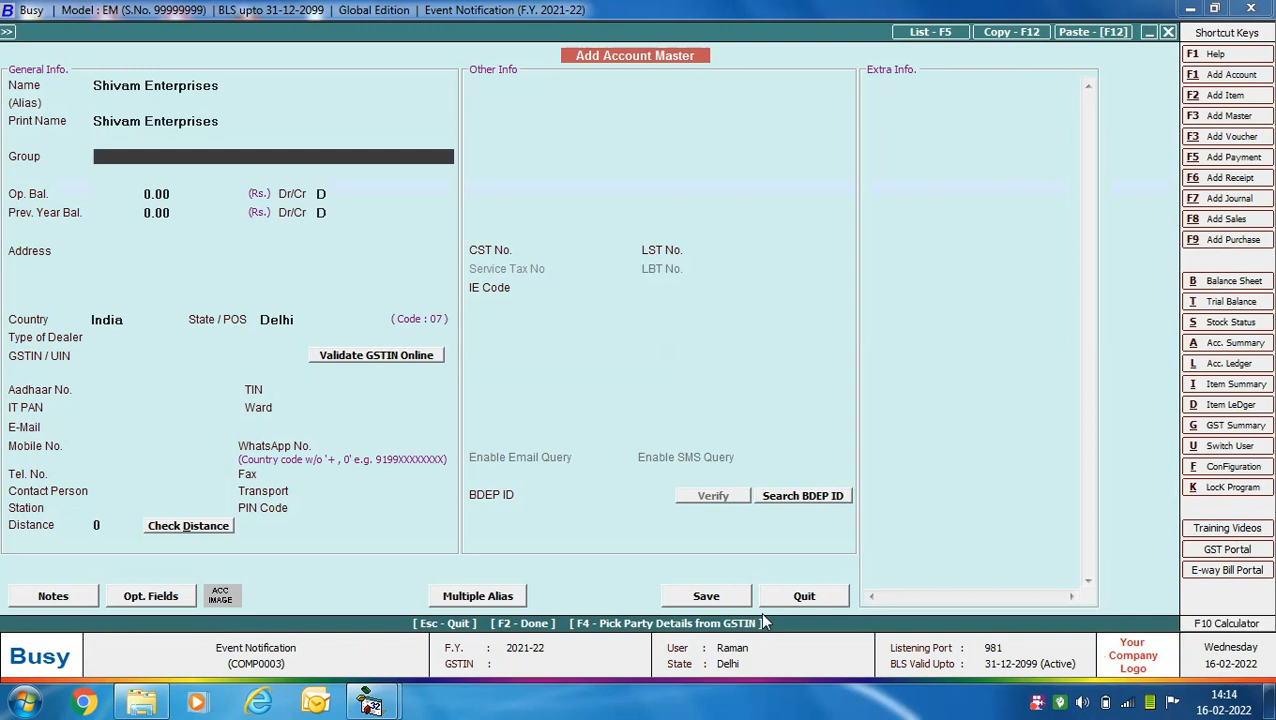 B Busy | Model : EM (S.No. 99999999) | BLS upto 31-12-2099 | Global Edition | Event Notification (F.Y. 2021-22)
>> List - F5 Copy - F12 Paste - [F12]
Add Account Master
General Info. Other Info Extra Info.
Name Shivam Enterprises
(Alias)
Print Name Shivam Enterprises
Group
Op. Bal. 0.00 (Rs.) Dr/Cr D
Prev. Year Bal. 0.00 (Rs.) Dr/Cr D
Address
Country India State / POS Delhi ( Code : 07 )
Type of Dealer
GSTIN / UIN Validate GSTIN Online
Aadhaar No. TIN
IT PAN Ward
E-Mail
Mobile No. WhatsApp No.
(Country code w/o '+ , 0' e.g. 9199XXXXXXXX)
Tel. No. Fax
Contact Person Transport
Station PIN Code
Distance 0 Check Distance
CST No. LST No.
Service Tax No LBT No.
IE Code
Enable Email Query Enable SMS Query
BDEP ID Verify Search BDEP ID
Notes Opt. Fields ACC IMAGE Multiple Alias Save Quit
[ Esc - Quit ] [ F2 - Done ] [ F4 - Pick Party Details from GSTIN ]
Shortcut Keys
F1 Help
F1 Add Account
F2 Add Item
F3 Add Master
F3 Add Voucher
F5 Add Payment
F6 Add Receipt
F7 Add Journal
F8 Add Sales
F9 Add Purchase
B Balance Sheet
T Trial Balance
S Stock Status
A Acc. Summary
L Acc. Ledger
I Item Summary
D Item LeDger
G GST Summary
U Switch User
F ConFiguration
K LocK Program
Training Videos
GST Portal
E-way Bill Portal
F10 Calculator
Busy
Event Notification
(COMP0003)
F.Y. : 2021-22
GSTIN :
User : Raman
State : Delhi
Listening Port : 981
BLS Valid Upto : 31-12-2099 (Active)
Your
Company
Logo
Wednesday
16-02-2022
32
14:14
16-02-2022